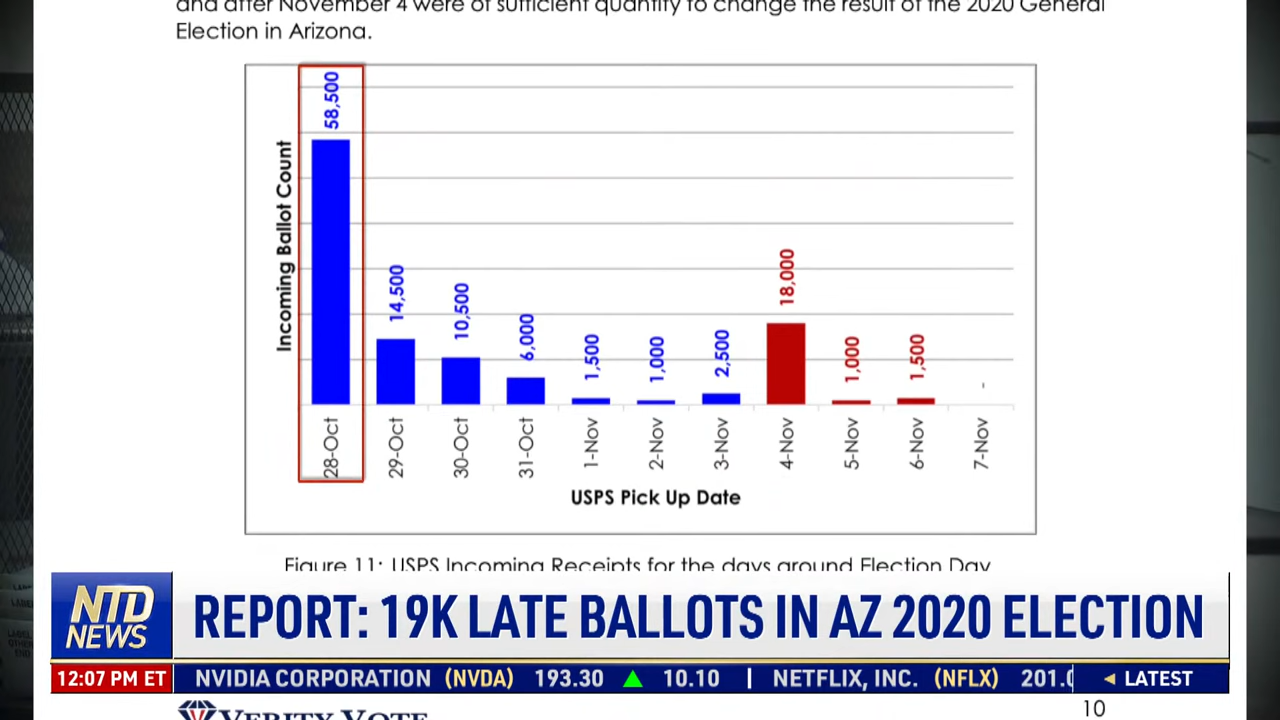 and after November 4 were of sufficient quantity to change the result of the 2020 General
Election in Arizona.
Incoming Ballot Count
58,500
14,500
10,500
6,000
1,500
1,000
2,500
18,000
1,000
1,500
-
28-Oct
29-Oct
30-Oct
31-Oct
1-Nov
2-Nov
3-Nov
4-Nov
5-Nov
6-Nov
7-Nov
USPS Pick Up Date
Figure 11: USPS Incoming Receipts for the days around Election Day
NTD
NEWS
REPORT: 19K LATE BALLOTS IN AZ 2020 ELECTION
12:07 PM ET
NVIDIA CORPORATION (NVDA) 193.30 ▲ 10.10 | NETFLIX, INC. (NFLX) 201.0
◄ LATEST
VERITY VOTE
10